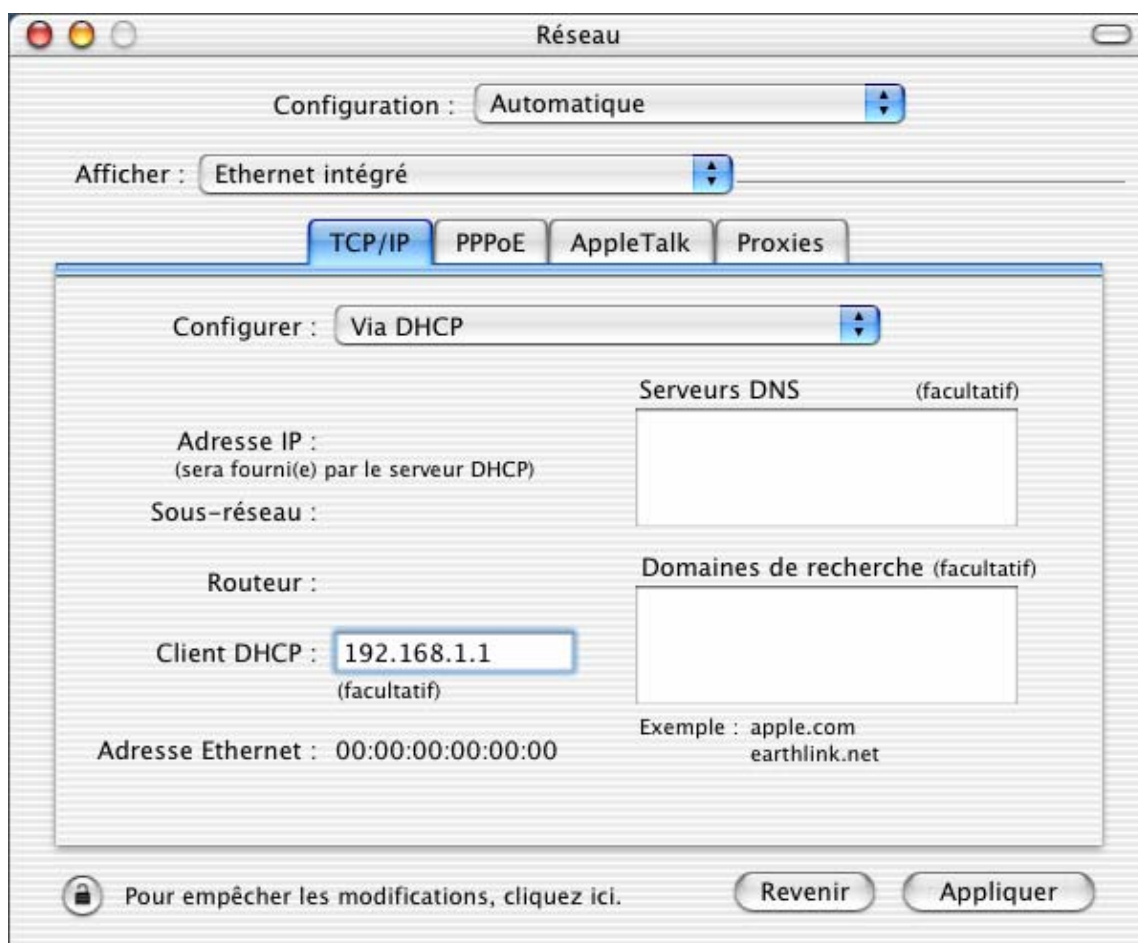 Réseau
Configuration : Automatique
Afficher : Ethernet intégré
TCP/IP PPPoE AppleTalk Proxies
Configurer : Via DHCP
Serveurs DNS (facultatif)
Adresse IP :
(sera fourni(e) par le serveur DHCP)
Sous-réseau :
Domaines de recherche (facultatif)
Routeur :
Client DHCP : 192.168.1.1
(facultatif)
Exemple : apple.com
earthlink.net
Adresse Ethernet : 00:00:00:00:00:00
Pour empêcher les modifications, cliquez ici.
Revenir Appliquer